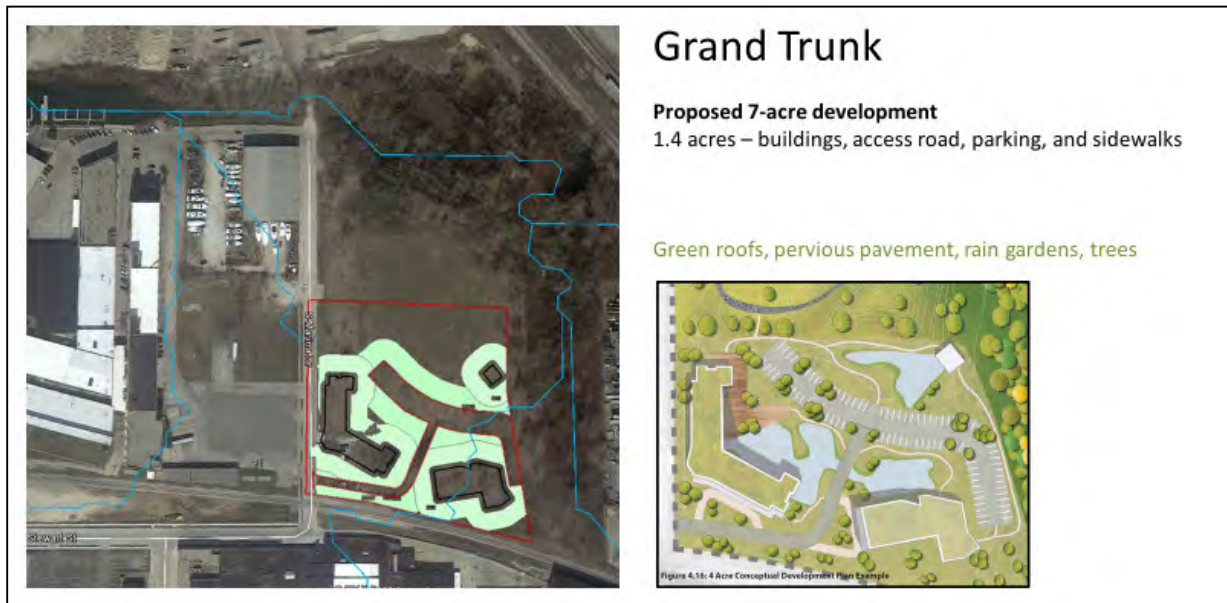 Grand Trunk
Proposed 7-acre development
1.4 acres – buildings, access road, parking, and sidewalks
Green roofs, pervious pavement, rain gardens, trees
Stewart St
Figure 4.16: 4 Acre Conceptual Development Plan Example